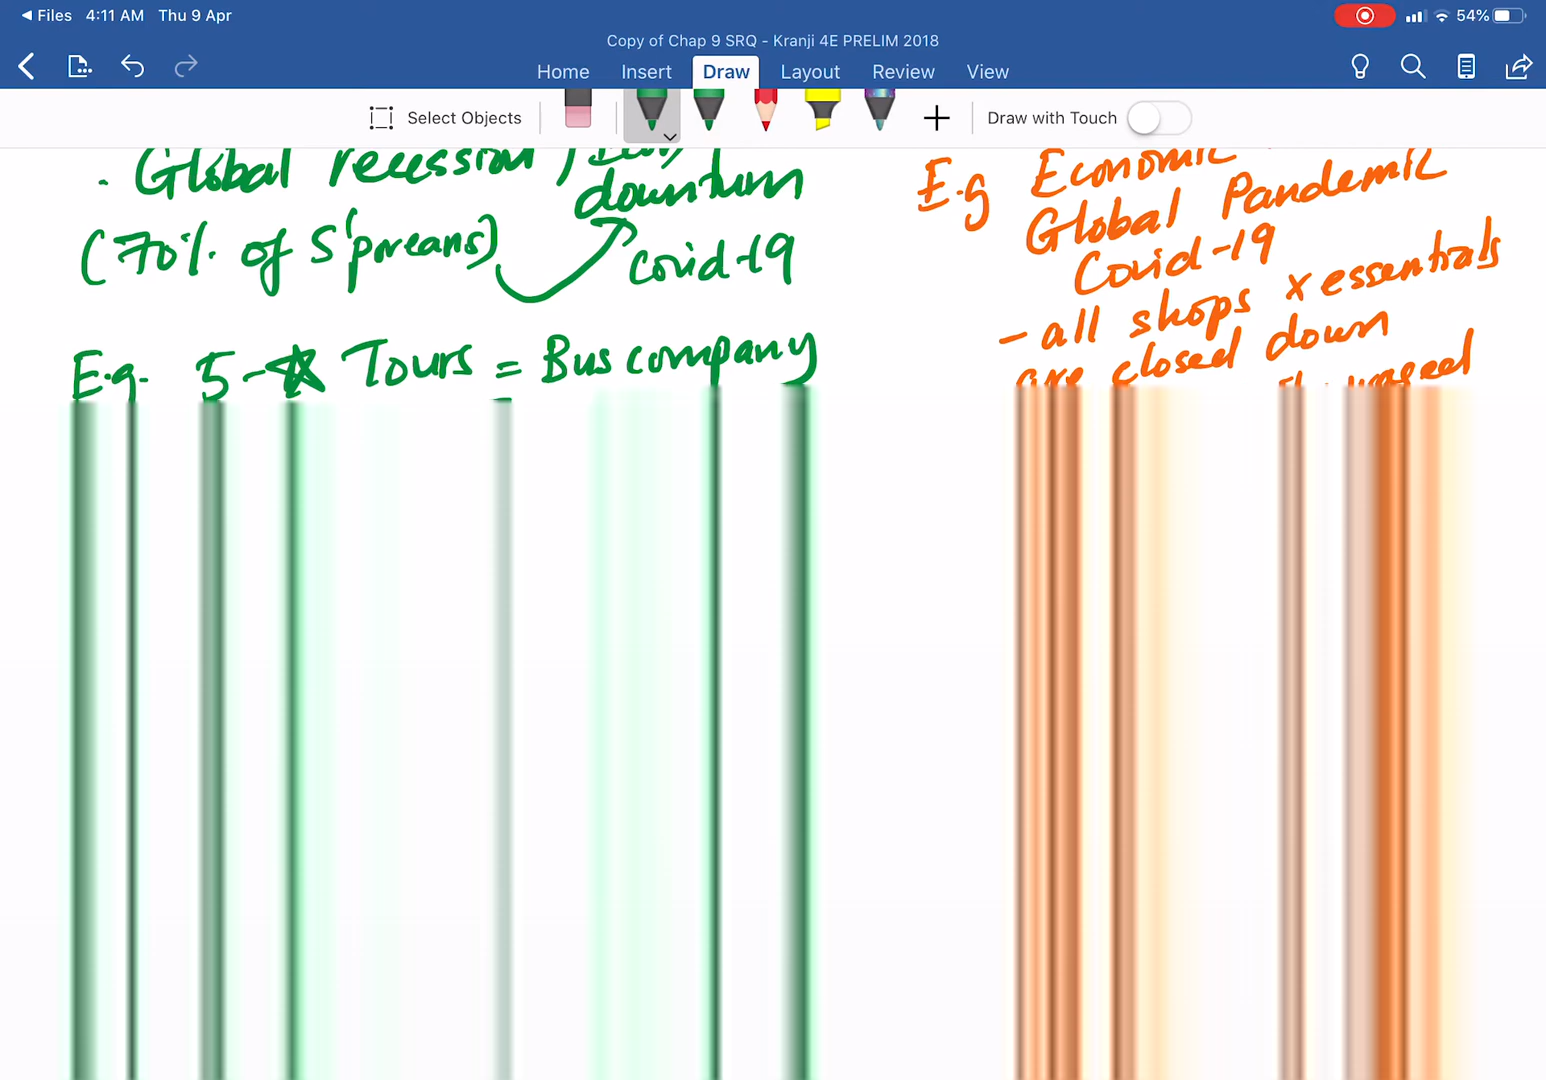 Files 4:11 AM Thu 9 Apr 54%
Copy of Chap 9 SRQ - Kranji 4E PRELIM 2018
Home Insert Draw Layout Review View
Select Objects Draw with Touch
. Global recession /
downturn
(70% of S'poreans)
covid-19
E.g. 5-☆ Tours = Bus company
E.g Economic
Global Pandemic
Covid-19
- all shops x essentials
are closed down